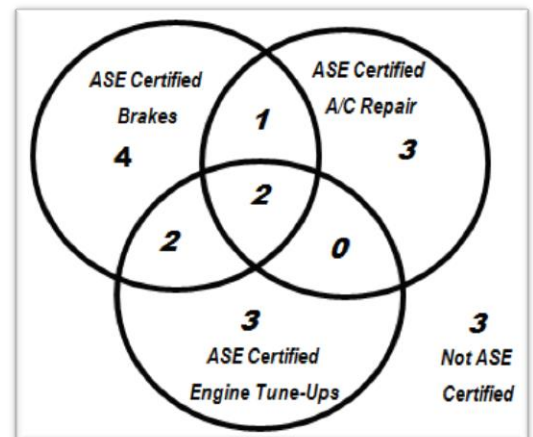 ASE Certified
Brakes
4
1
ASE Certified
A/C Repair
3
2
2
0
3
ASE Certified
Engine Tune-Ups
3
Not ASE
Certified